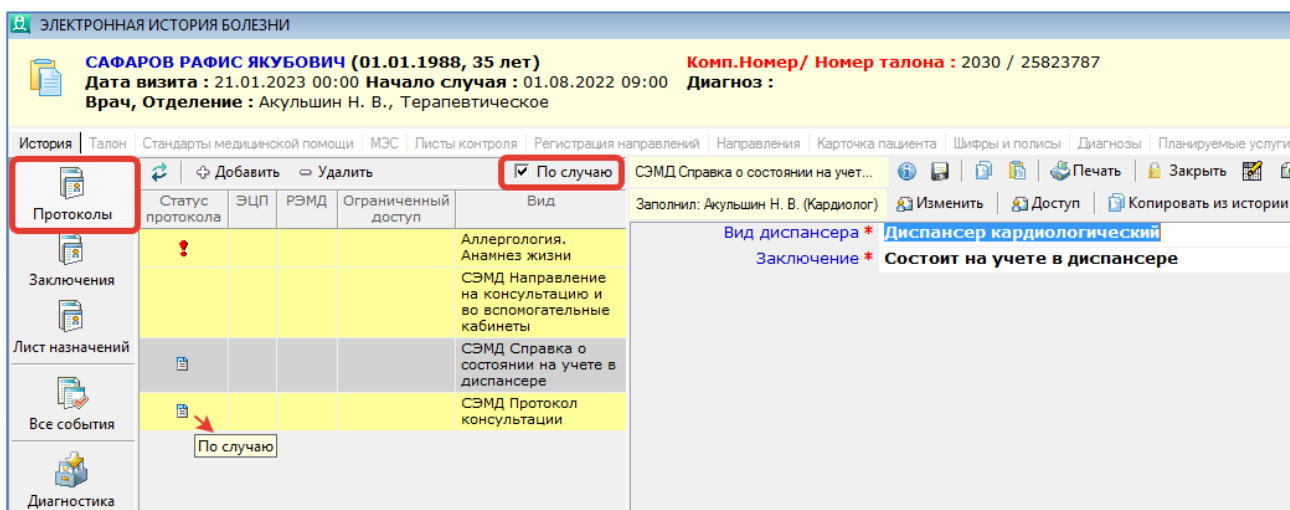 ЭЛЕКТРОННАЯ ИСТОРИЯ БОЛЕЗНИ
САФАРОВ РАФИС ЯКУБОВИЧ (01.01.1988, 35 лет) Комп.Номер/ Номер талона : 2030 / 25823787
Дата визита : 21.01.2023 00:00 Начало случая : 01.08.2022 09:00 Диагноз :
Врач, Отделение : Акульшин Н. В., Терапевтическое
История Талон Стандарты медицинской помощи МЭС Листы контроля Регистрация направлений Направления Карточка пациента Шифры и полисы Диагнозы Планируемые услуги
Протоколы
Заключения
Лист назначений
Все события
Диагностика
Добавить Удалить По случаю
Статус протокола ЭЦП РЭМД Ограниченный доступ Вид
Аллергология.
Анамнез жизни
СЭМД Направление
на консультацию и
во вспомогательные
кабинеты
СЭМД Справка о
состоянии на учете в
диспансере
СЭМД Протокол
консультации
По случаю
СЭМД Справка о состоянии на учет... Печать Закрыть
Заполнил: Акульшин Н. В. (Кардиолог) Изменить Доступ Копировать из истории
Вид диспансера * Диспансер кардиологический
Заключение * Состоит на учете в диспансере